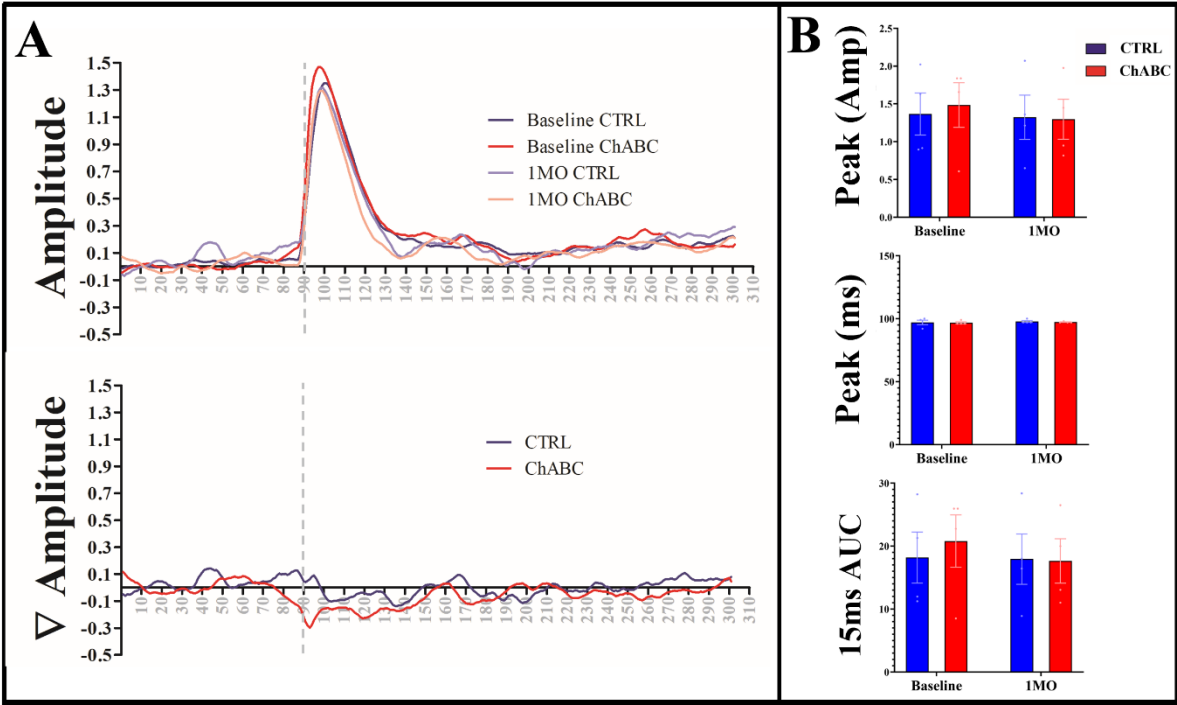 A
Amplitude
1.5
1.3
1.1
0.9
0.7
0.5
0.3
0.1
-0.1
-0.3
-0.5
Baseline CTRL
Baseline ChABC
1MO CTRL
1MO ChABC
10 20 30 40 50 60 70 80 90 100 110 120 130 140 150 160 170 180 190 200 210 220 230 240 250 260 270 280 290 300 310
▽ Amplitude
1.5
1.3
1.1
0.9
0.7
0.5
0.3
0.1
-0.1
-0.3
-0.5
CTRL
ChABC
10 20 30 40 50 60 70 80 90 100 110 120 130 140 150 160 170 180 190 200 210 220 230 240 250 260 270 280 290 300 310
B
CTRL
ChABC
Peak (Amp)
2.5
2.0
1.5
1.0
0.5
0.0
Baseline 1MO
Peak (ms)
150
100
50
0
Baseline 1MO
15ms AUC
30
20
10
0
Baseline 1MO